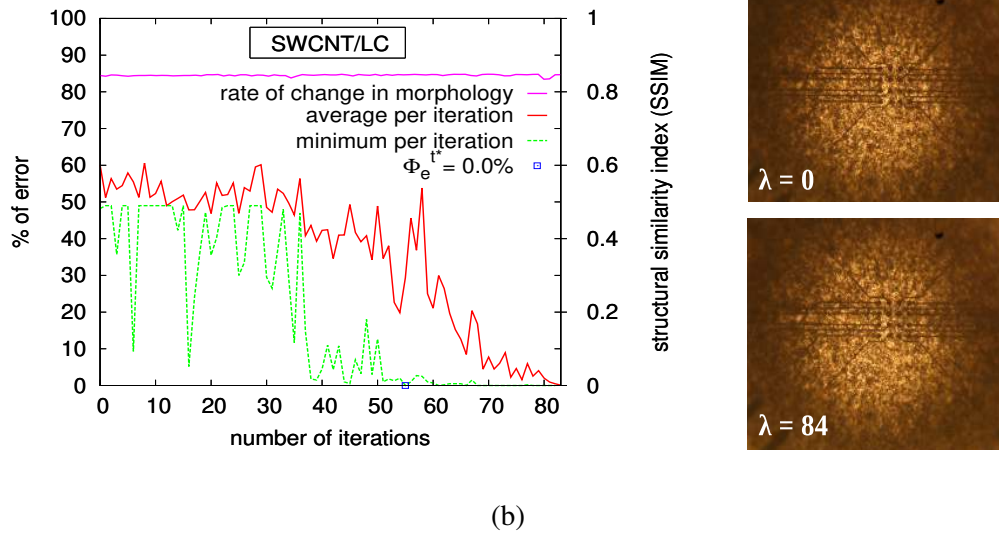 100
90
80
70
60
50
40
30
20
10
0
% of error
0 10 20 30 40 50 60 70 80
number of iterations
SWCNT/LC
rate of change in morphology
average per iteration
minimum per iteration
Φ_e^{t*} = 0.0%
1
0.8
0.6
0.4
0.2
0
structural similarity index (SSIM)
λ = 0
λ = 84
(b)